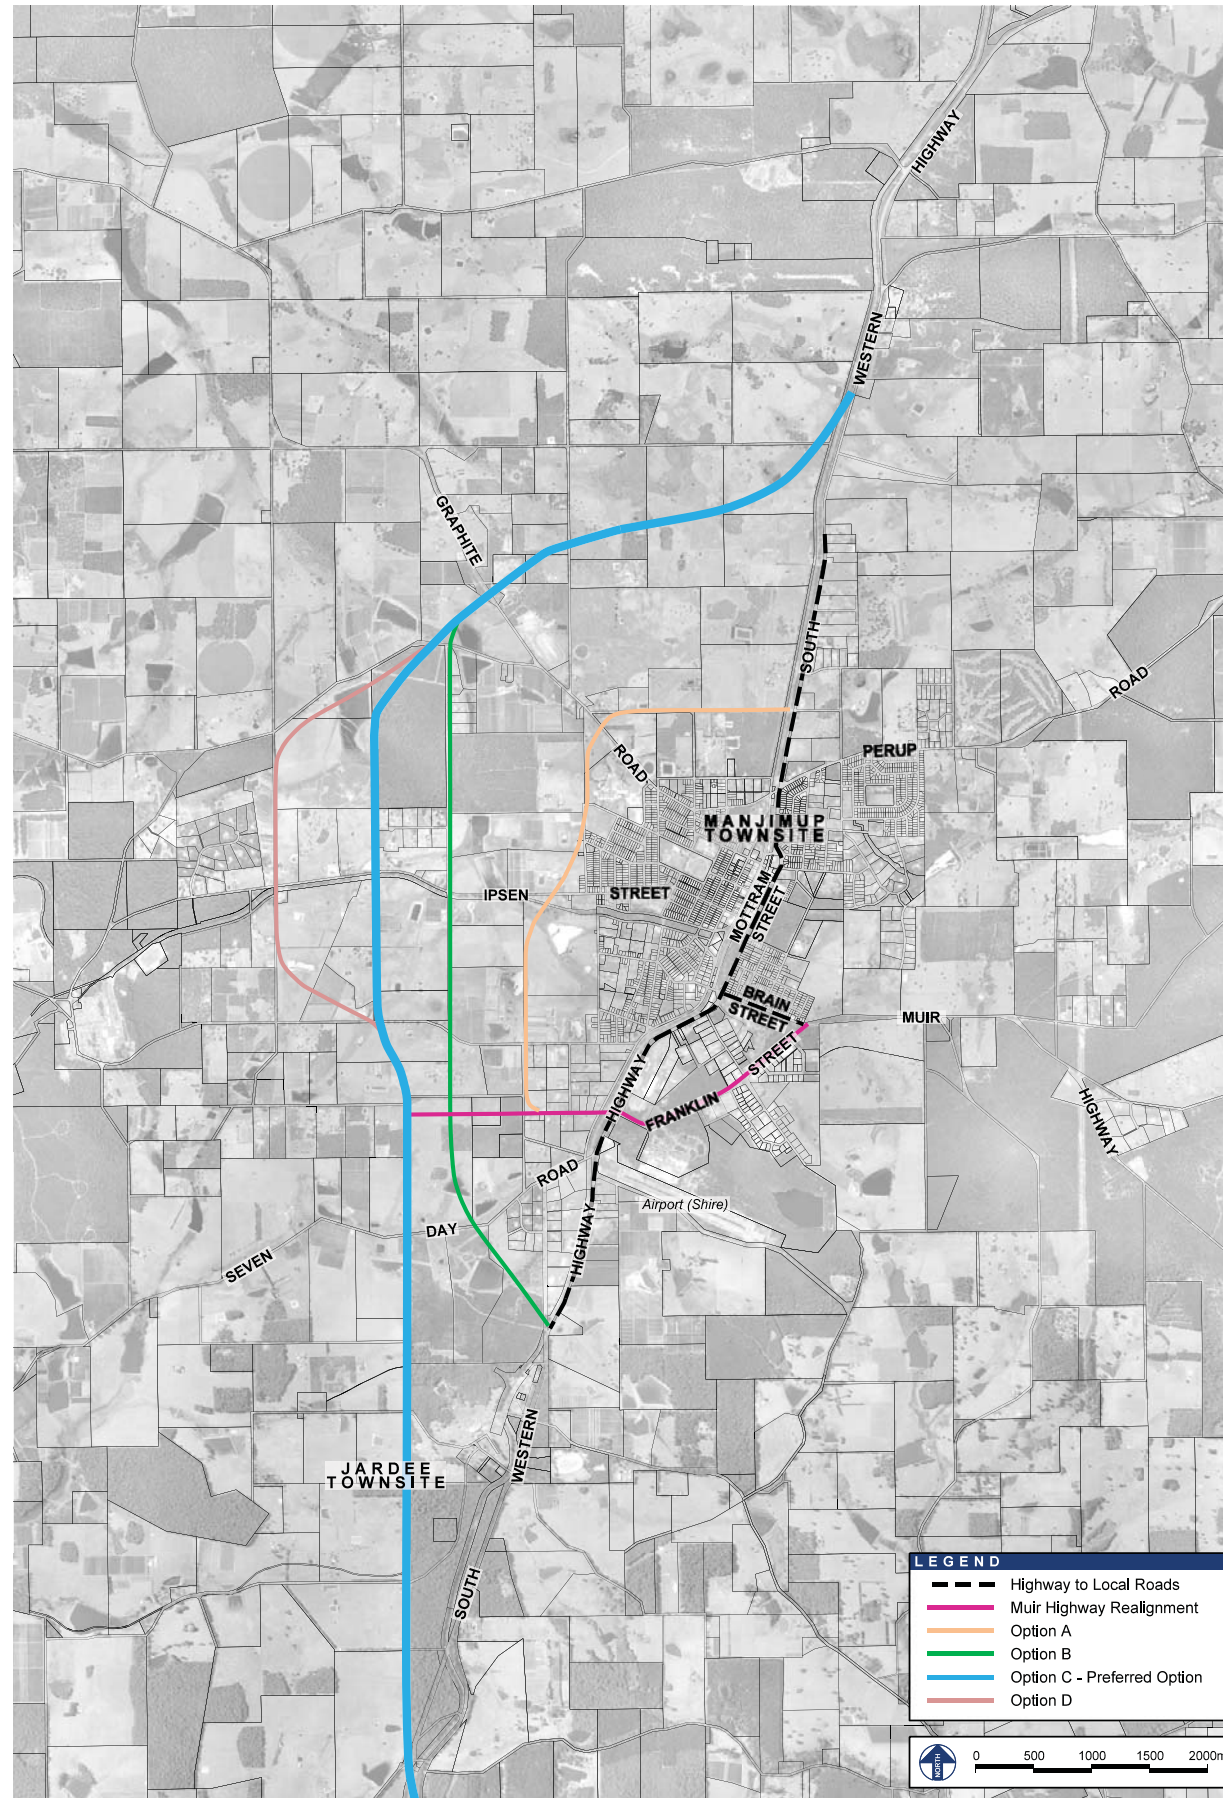 HIGHWAY
WESTERN
GRAPHITE
SOUTH
ROAD
PERUP
ROAD
MANJIMUP
TOWNSITE
IPSEN
STREET
MOTTRAM
STREET
BRAIN
STREET
MUIR
STREET
HIGHWAY
FRANKLIN
HIGHWAY
ROAD
Airport (Shire)
DAY
HIGHWAY
SEVEN
WESTERN
JARDEE
TOWNSITE
SOUTH
LEGEND
Highway to Local Roads
Muir Highway Realignment
Option A
Option B
Option C - Preferred Option
Option D
NORTH
0 500 1000 1500 2000m